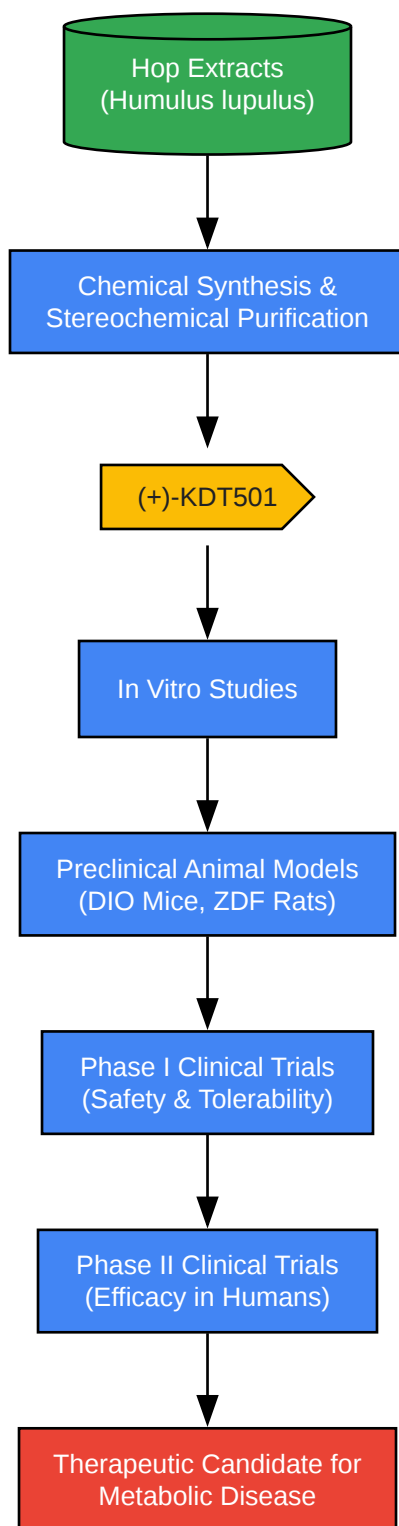 Hop Extracts
(Humulus lupulus)
Chemical Synthesis &
Stereochemical Purification
(+)-KDT501
In Vitro Studies
Preclinical Animal Models
(DIO Mice, ZDF Rats)
Phase I Clinical Trials
(Safety & Tolerability)
Phase II Clinical Trials
(Efficacy in Humans)
Therapeutic Candidate for
Metabolic Disease